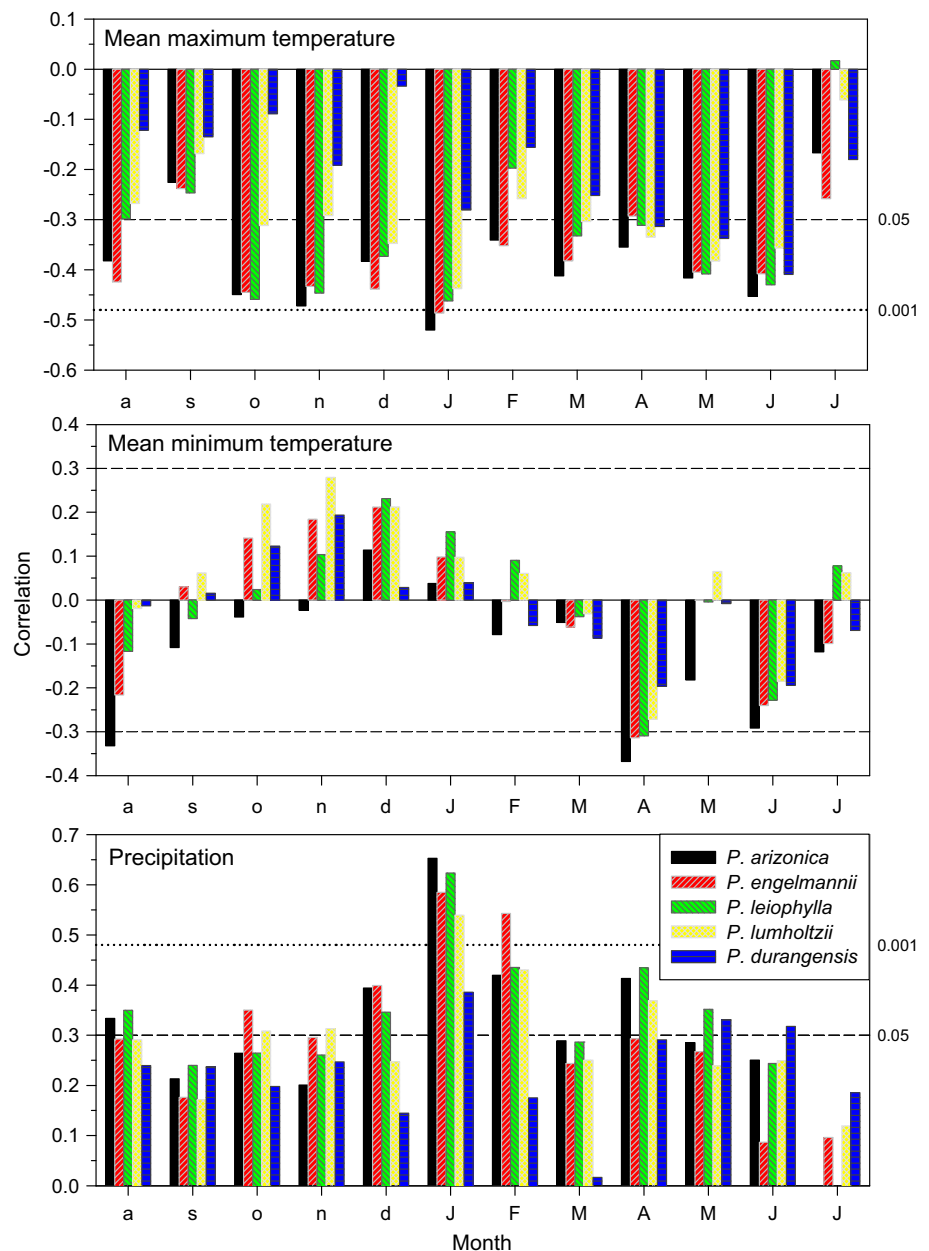 Mean maximum temperature
0.1
0.0
-0.1
-0.2
-0.3
-0.4
-0.5
-0.6
0.05
0.001
a s o n d J F M A M J J
Mean minimum temperature
0.4
0.3
0.2
0.1
0.0
-0.1
-0.2
-0.3
-0.4
Correlation
a s o n d J F M A M J J
Precipitation
0.7
0.6
0.5
0.4
0.3
0.2
0.1
0.0
P. arizonica
P. engelmannii
P. leiophylla
P. lumholtzii
P. durangensis
0.001
0.05
a s o n d J F M A M J J
Month